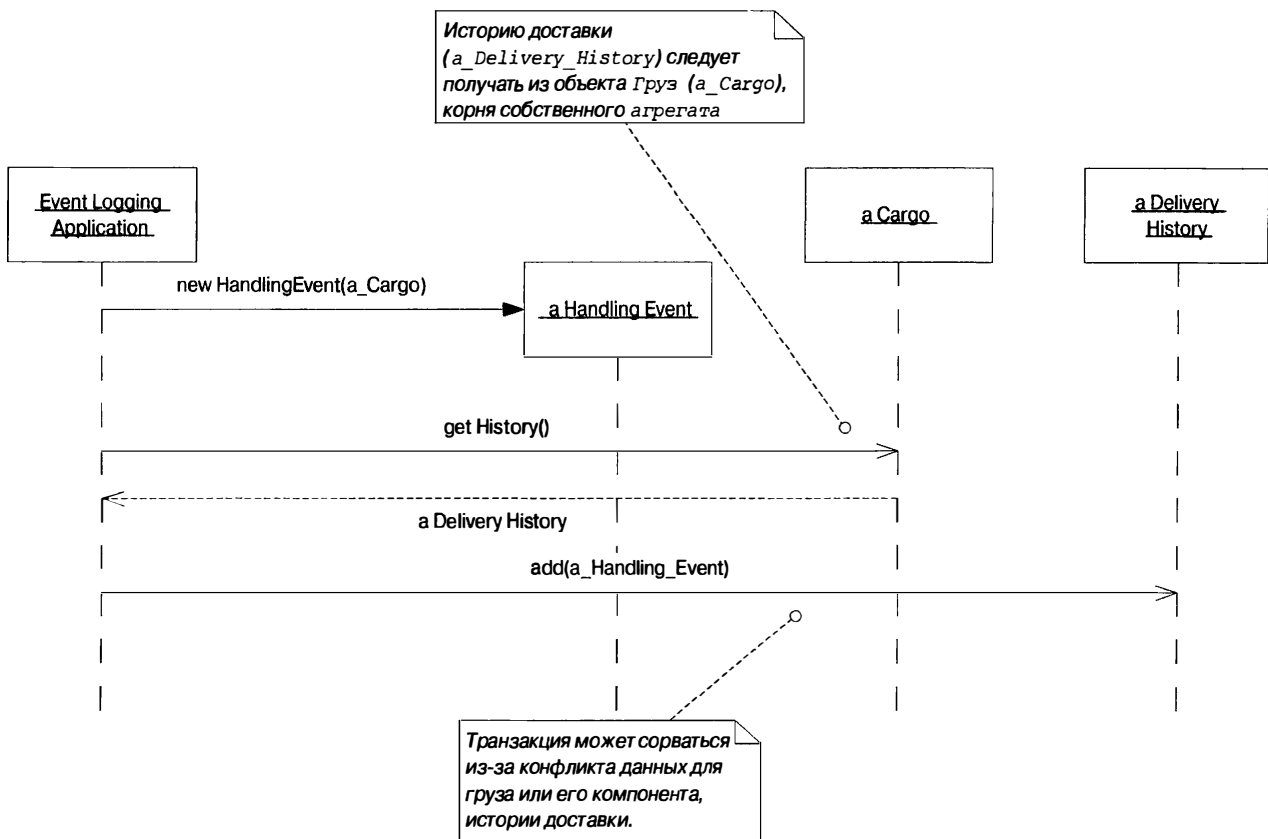 Историю доставки
(a_Delivery_History) следует
получать из объекта Груз (a_Cargo),
корня собственного агрегата
Event Logging
Application
a Cargo
a Delivery
History
new HandlingEvent(a_Cargo)
a Handling Event
get History()
a Delivery History
add(a_Handling_Event)
Транзакция может сорваться
из-за конфликта данных для
груза или его компонента,
истории доставки.